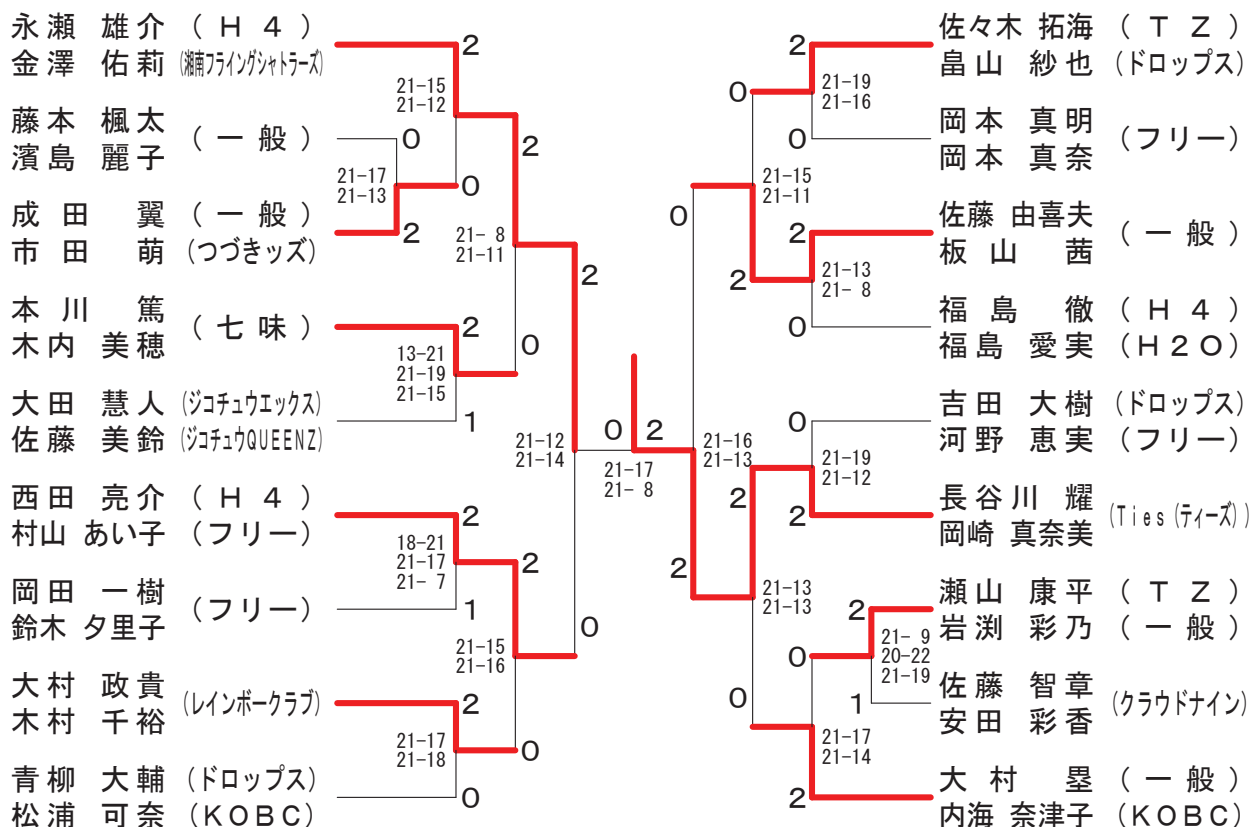 永瀬 雄介 (H4)
金澤 佑莉 (湘南フライングシャトラーズ)
藤本 楓太
濱島 麗子
(一般)
成田 翼 (一般)
市田 萌 (つづきッズ)
本川 篤
木内 美穂
(七味)
大田 慧人 (ジコチュウエックス)
佐藤 美鈴 (ジコチュウQUEENZ)
西田 亮介 (H4)
村山 あい子 (フリー)
岡田 一樹
鈴木 夕里子
(フリー)
大村 政貴
木村 千裕
(レインボークラブ)
青柳 大輔 (ドロップス)
松浦 可奈 (KOBC)
2
21-15
21-12
0
21-17
21-13
2
0
2
21- 8
21-11
2
13-21
21-19
21-15
1
0
2
21-12
21-14
2
18-21
21-17
21- 7
1
2
21-15
21-16
0
2
21-17
21-18
0
0
0
2
21-17
21- 8
0
21-16
21-13
2
0
21-15
21-11
2
2
21-19
21-16
0
2
21-13
21- 8
0
0
21-19
21-12
2
2
21-13
21-13
0
2
21- 9
20-22
21-19
1
0
21-17
21-14
2
佐々木 拓海 (TZ)
畠山 紗也 (ドロップス)
岡本 真明
岡本 真奈
(フリー)
佐藤 由喜夫
板山 茜
(一般)
福島 徹 (H4)
福島 愛実 (H2O)
吉田 大樹 (ドロップス)
河野 恵実 (フリー)
長谷川 耀
岡崎 真奈美
(Ties(ティーズ))
瀬山 康平 (TZ)
岩渕 彩乃 (一般)
佐藤 智章
安田 彩香
(クラウドナイン)
大村 塁 (一般)
内海 奈津子 (KOBC)